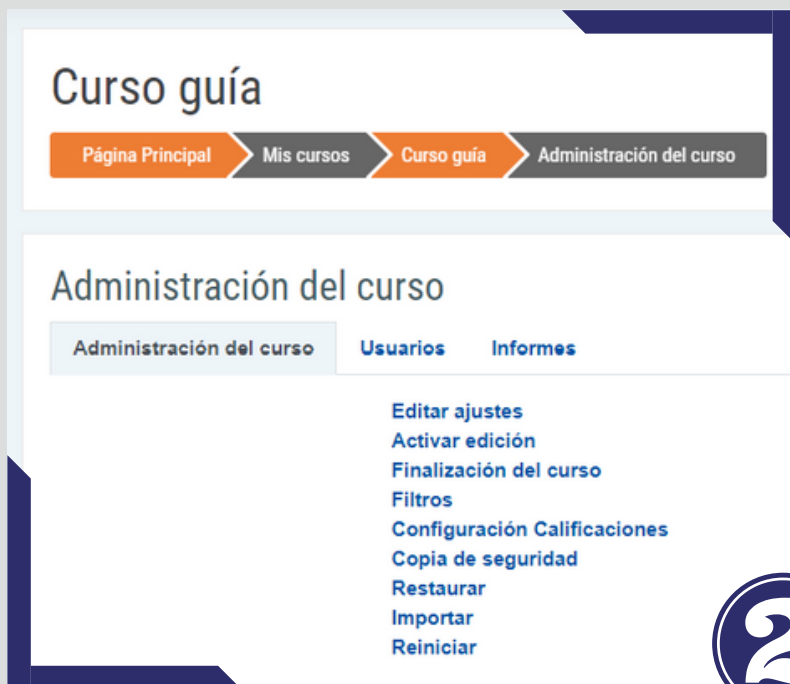 Curso guía
Página Principal Mis cursos Curso guía Administración del curso
Administración del curso
Administración del curso Usuarios Informes
Editar ajustes
Activar edición
Finalización del curso
Filtros
Configuración Calificaciones
Copia de seguridad
Restaurar
Importar
Reiniciar
2